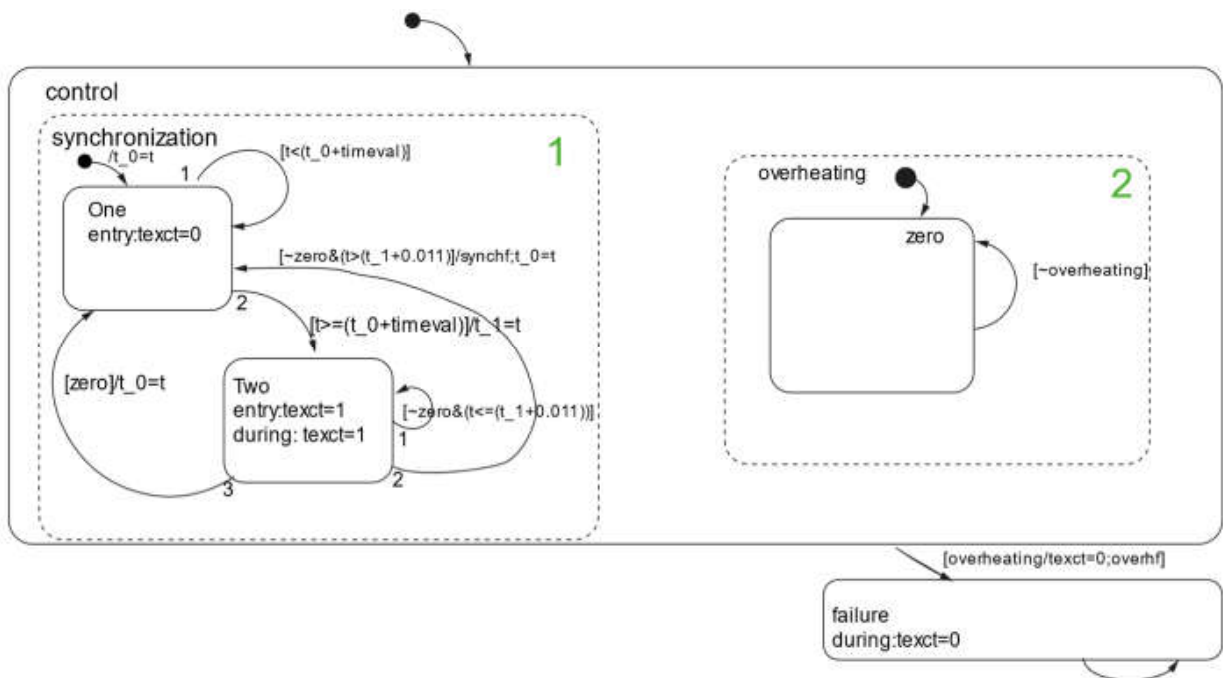 control
synchronization
/t_0=t
1
[t<(t_0+timeval)]
1
One
entry:texct=0
[~zero&(t>(t_1+0.011)]/synchf;t_0=t
2
[t>=(t_0+timeval)]/t_1=t
[zero]/t_0=t
Two
entry:texct=1
during: texct=1
[~zero&(t<=(t_1+0.011))]
1
2
3
overheating
2
zero
[~overheating]
[overheating/texct=0;overhf]
failure
during:texct=0